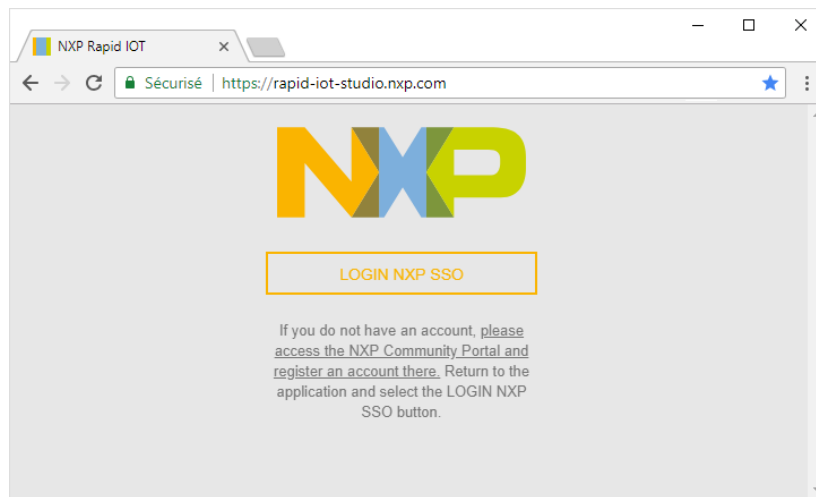 NXP Rapid IOT
Sécurisé | https://rapid-iot-studio.nxp.com
NXP
LOGIN NXP SSO
If you do not have an account, please
access the NXP Community Portal and
register an account there. Return to the
application and select the LOGIN NXP
SSO button.